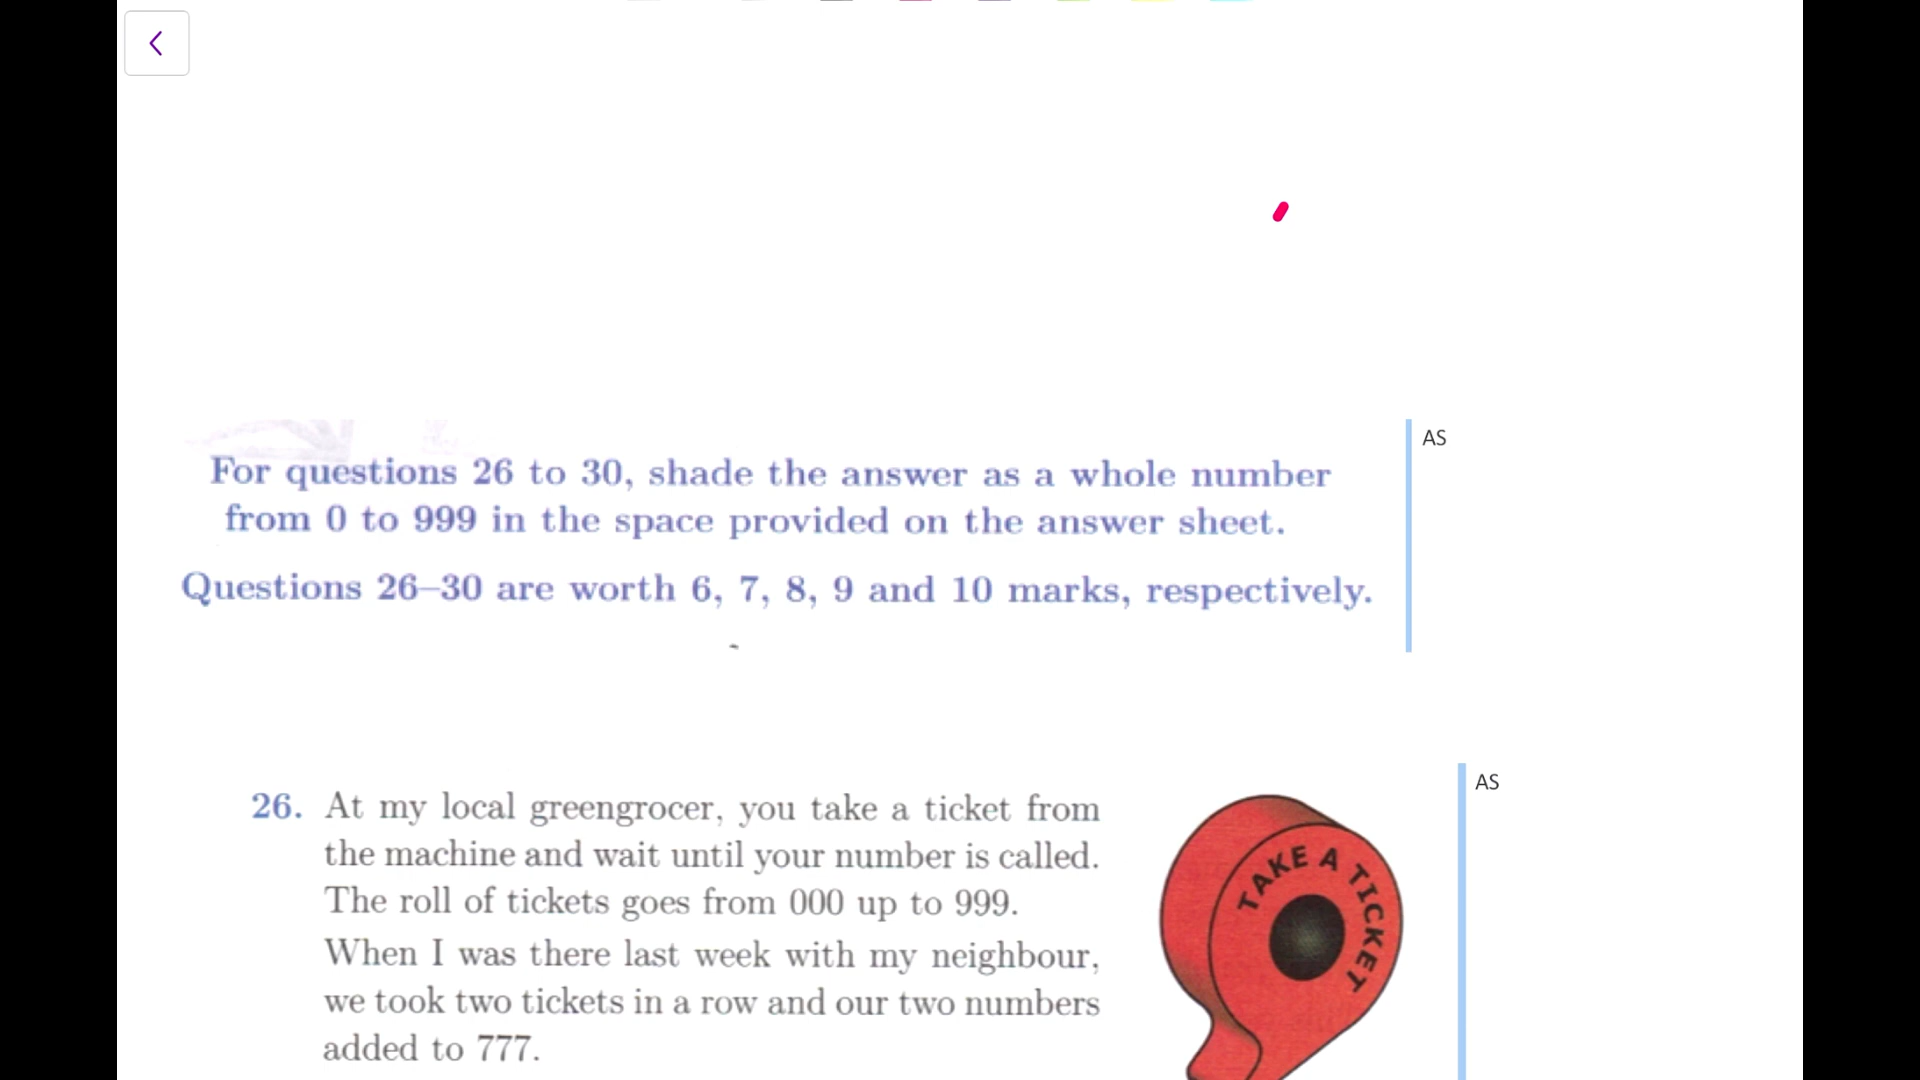 AS
For questions 26 to 30, shade the answer as a whole number
from 0 to 999 in the space provided on the answer sheet.
Questions 26–30 are worth 6, 7, 8, 9 and 10 marks, respectively.
AS
26. At my local greengrocer, you take a ticket from
the machine and wait until your number is called.
The roll of tickets goes from 000 up to 999.
When I was there last week with my neighbour,
we took two tickets in a row and our two numbers
added to 777.
TAKE A TICKET